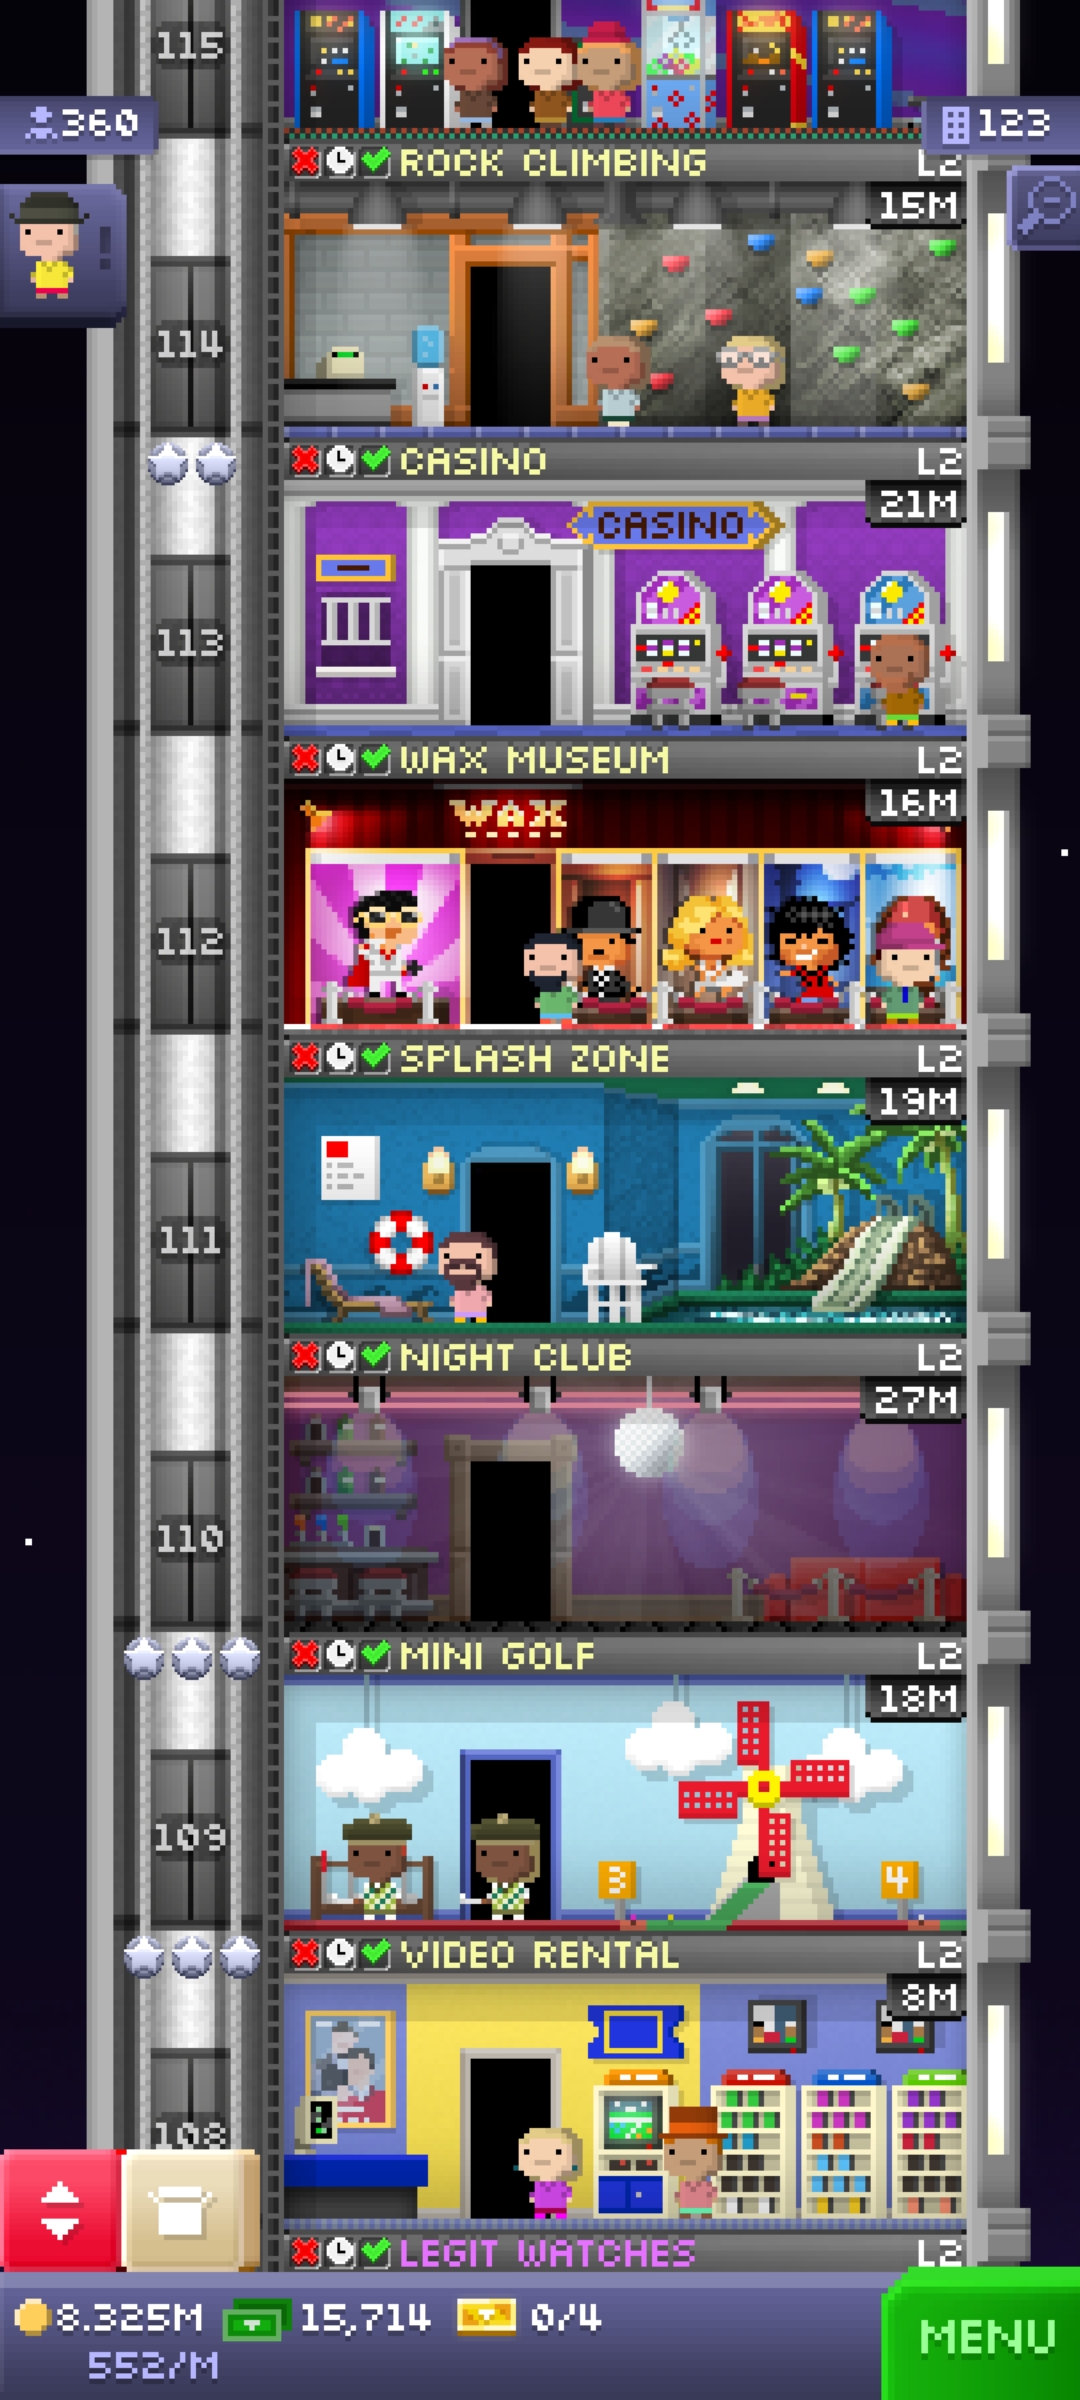 115
360
123
ROCK CLIMBING L2
15M
114
CASINO L2
21M
CASINO
113
WAX MUSEUM L2
16M
WAX
112
SPLASH ZONE L2
19M
111
NIGHT CLUB L2
27M
110
MINI GOLF L2
18M
109
3 4
VIDEO RENTAL L2
8M
108
LEGIT WATCHES L2
8.325M 15,714 0/4
552/M
MENU